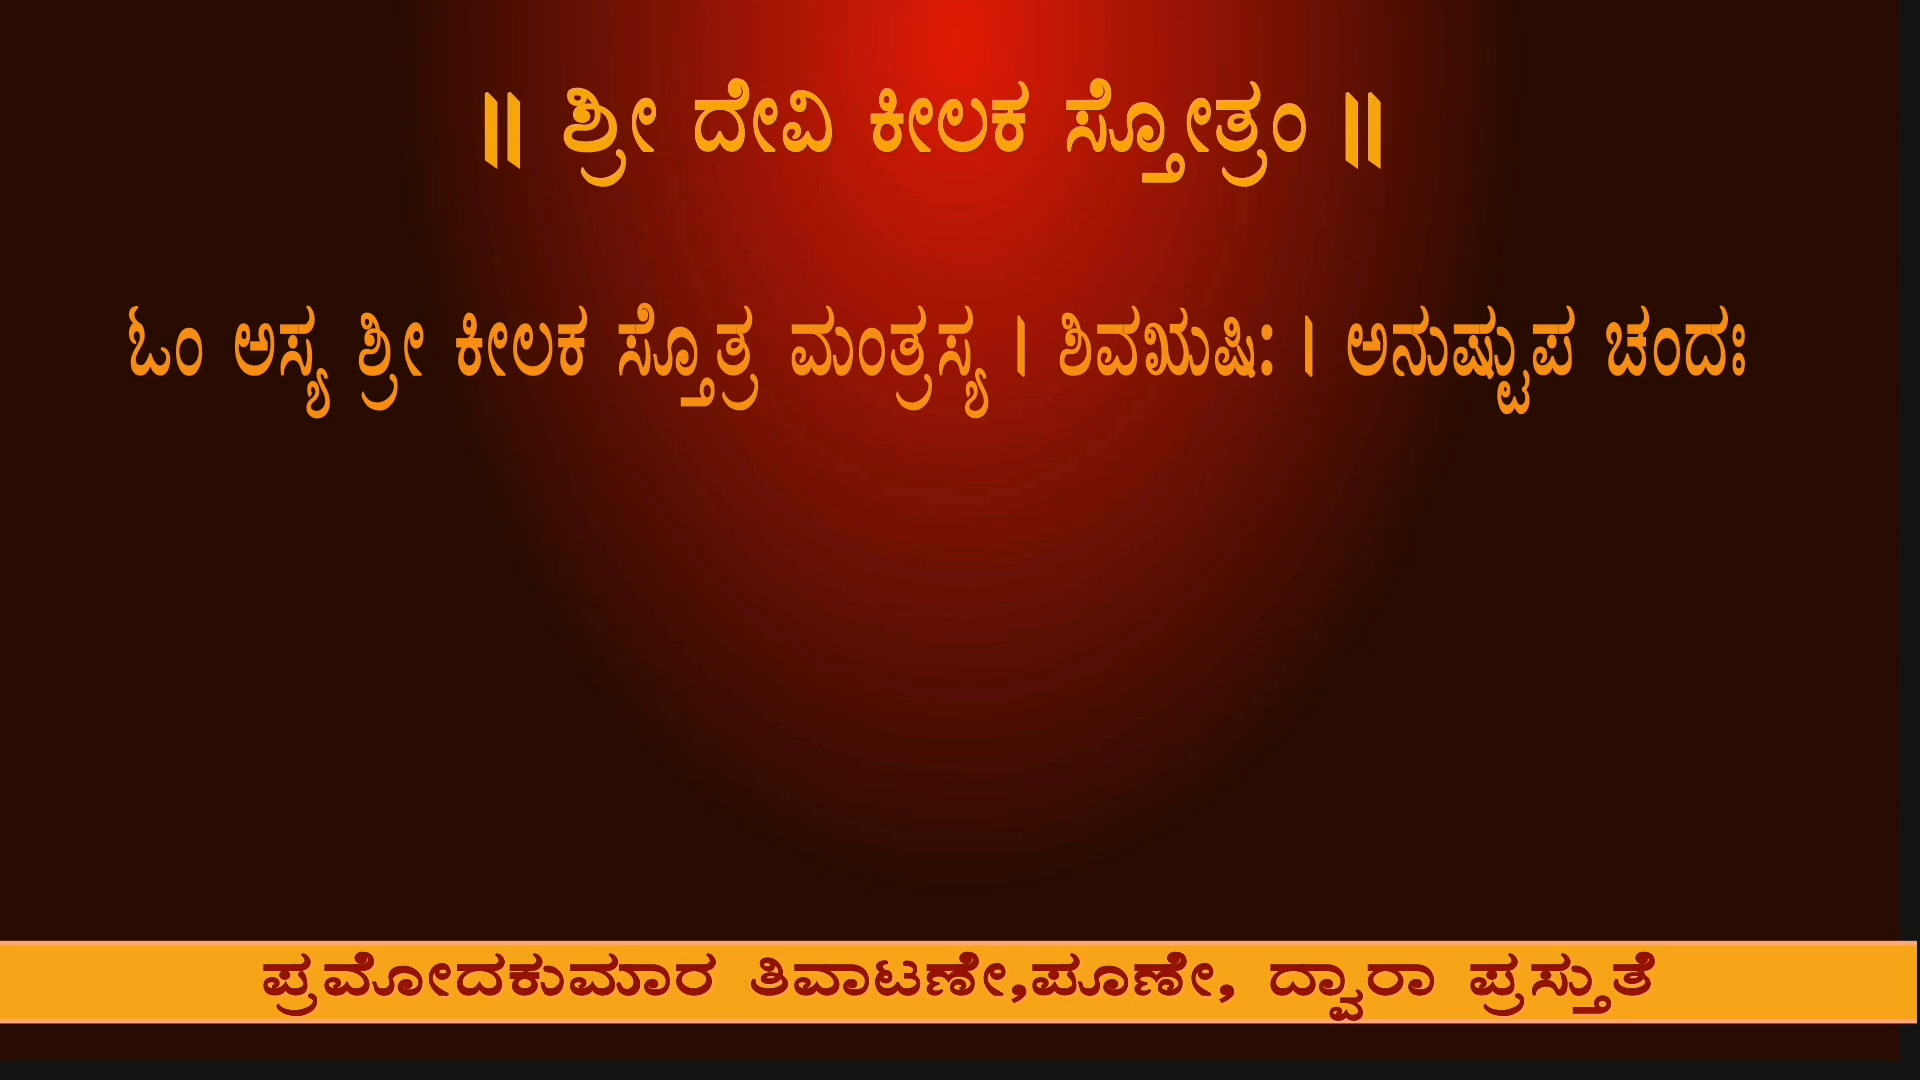 ॥ ಶ್ರೀ ದೇವಿ ಕೀಲಕ ಸ್ತೋತ್ರಂ ॥
ಓಂ ಅಸ್ಯ ಶ್ರೀ ಕೀಲಕ ಸ್ತೊತ್ರ ಮಂತ್ರಸ್ಯ । ಶಿವಋಷಿ: । ಅನುಷ್ಟುಪ ಚಂದಃ
ಪ್ರಮೋದಕುಮಾರ ತಿವಾಟಣೇ,ಪೂಣೇ, ದ್ವಾರಾ ಪ್ರಸ್ತುತೆ